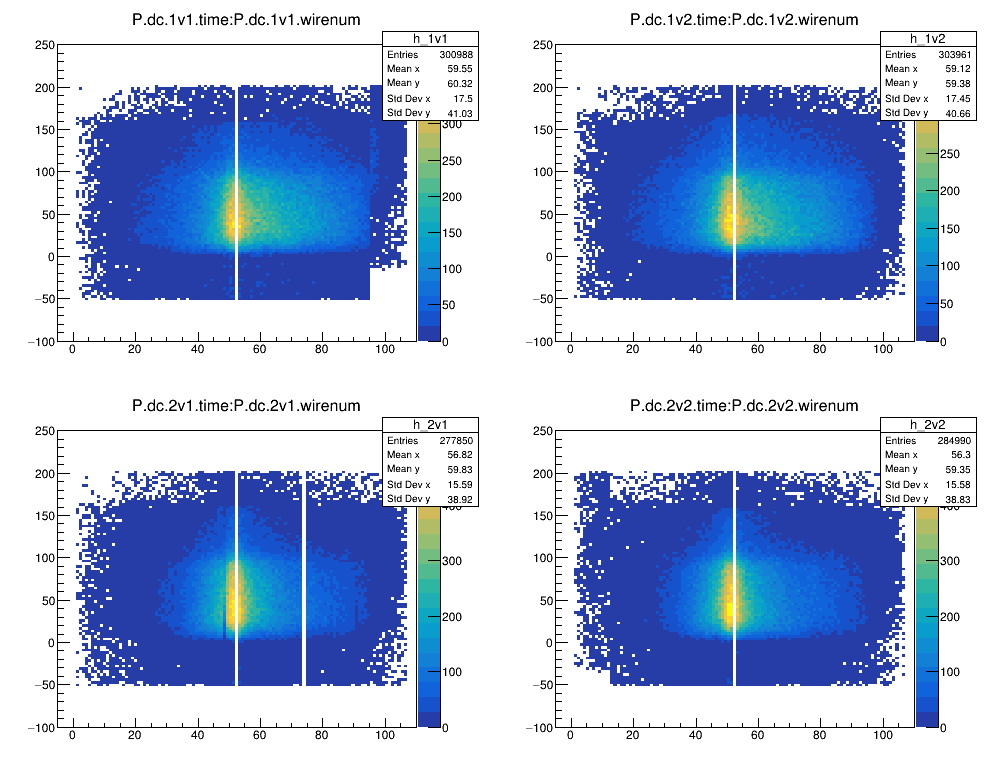 P.dc.1v1.time:P.dc.1v1.wirenum
h_1v1
Entries 300988
Mean x 59.55
Mean y 60.32
Std Dev x 17.5
Std Dev y 41.03
250
200
150
100
50
0
−50
−100
0 20 40 60 80 100
300
250
200
150
100
50
0
P.dc.1v2.time:P.dc.1v2.wirenum
h_1v2
Entries 303961
Mean x 59.12
Mean y 59.38
Std Dev x 17.45
Std Dev y 40.66
250
200
150
100
50
0
−50
−100
0 20 40 60 80 100
250
200
150
100
50
0
P.dc.2v1.time:P.dc.2v1.wirenum
h_2v1
Entries 277850
Mean x 56.82
Mean y 59.83
Std Dev x 15.59
Std Dev y 38.92
250
200
150
100
50
0
−50
−100
0 20 40 60 80 100
400
300
200
100
0
P.dc.2v2.time:P.dc.2v2.wirenum
h_2v2
Entries 284990
Mean x 56.3
Mean y 59.35
Std Dev x 15.58
Std Dev y 38.83
250
200
150
100
50
0
−50
−100
0 20 40 60 80 100
400
300
200
100
0